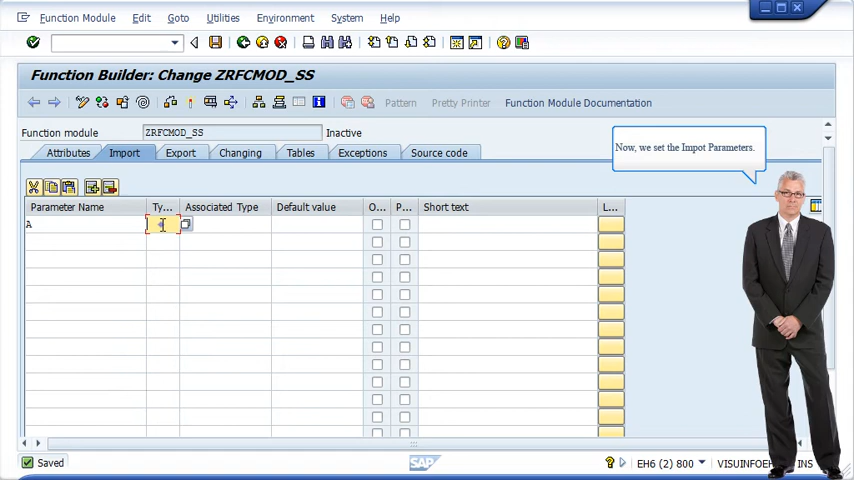 Function Module Edit Goto Utilities Environment System Help
Function Builder: Change ZRFCMOD_SS
Pattern Pretty Printer Function Module Documentation
Function module ZRFCMOD_SS Inactive
Now, we set the Impot Parameters.
Attributes Import Export Changing Tables Exceptions Source code
Parameter Name Ty... Associated Type Default value O... P... Short text L...
A
Saved SAP EH6 (2) 800 VISUINFOEH INS